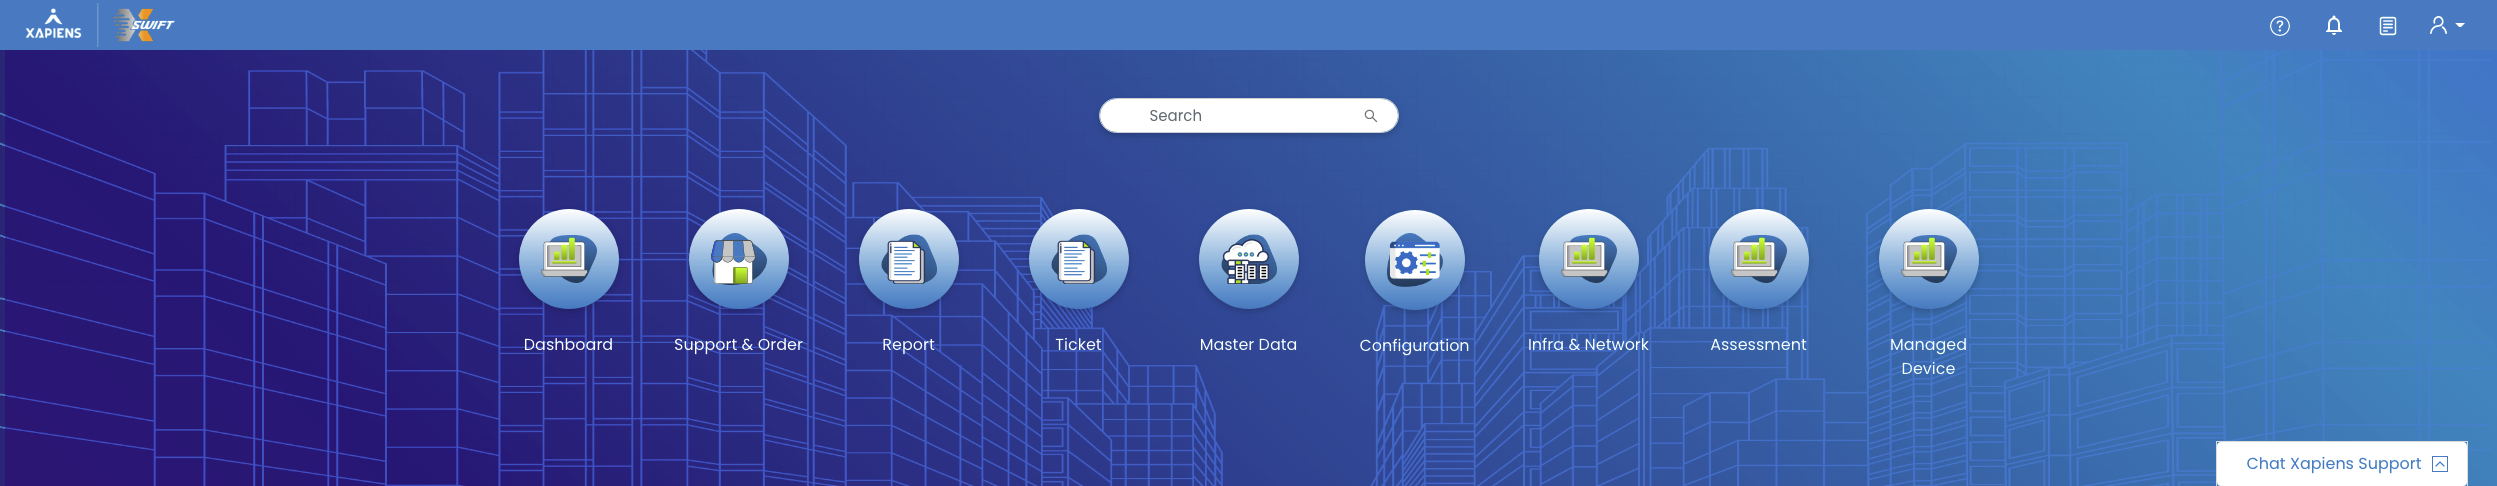 XAPIENS
X SWIFT
Search
Dashboard
Support & Order
Report
Ticket
Master Data
Configuration
Infra & Network
Assessment
Managed
Device
Chat Xapiens Support